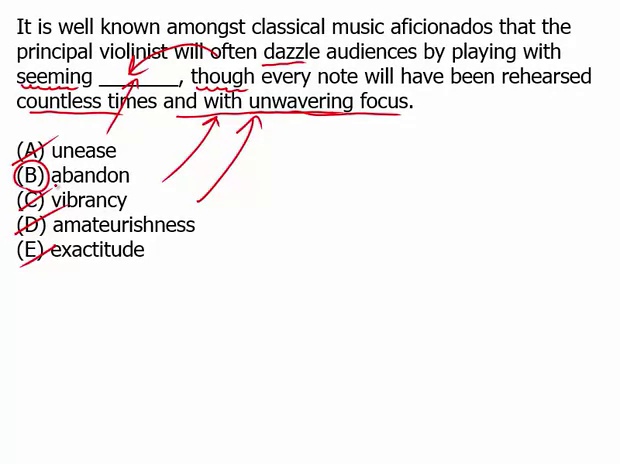 It is well known amongst classical music aficionados that the
principal violinist will often dazzle audiences by playing with
seeming ________, though every note will have been rehearsed
countless times and with unwavering focus.
(A) unease
(B) abandon
(C) vibrancy
(D) amateurishness
(E) exactitude